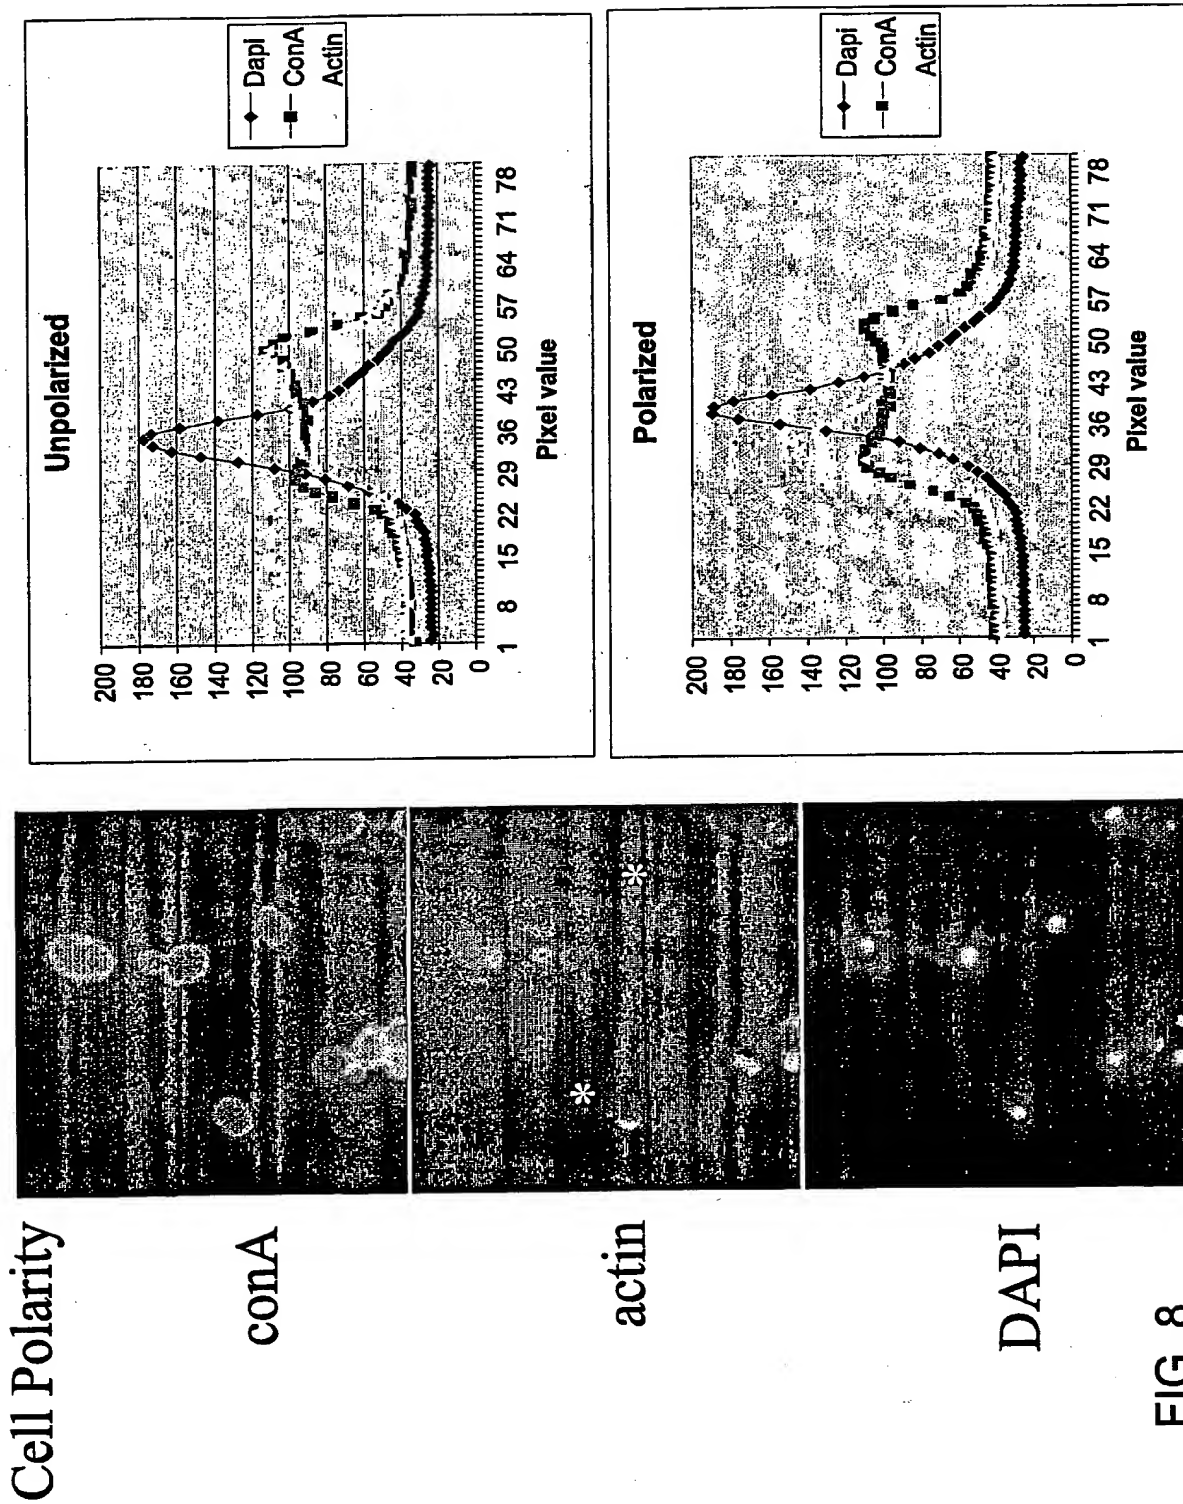 Cell Polarity
conA
actin
*
*
DAPI
FIG. 8
Unpolarized
200
180
160
140
120
100
80
60
40
20
0
1 8 15 22 29 36 43 50 57 64 71 78
Pixel value
Dapi
ConA
Actin
Polarized
200
180
160
140
120
100
80
60
40
20
0
1 8 15 22 29 36 43 50 57 64 71 78
Pixel value
Dapi
ConA
Actin